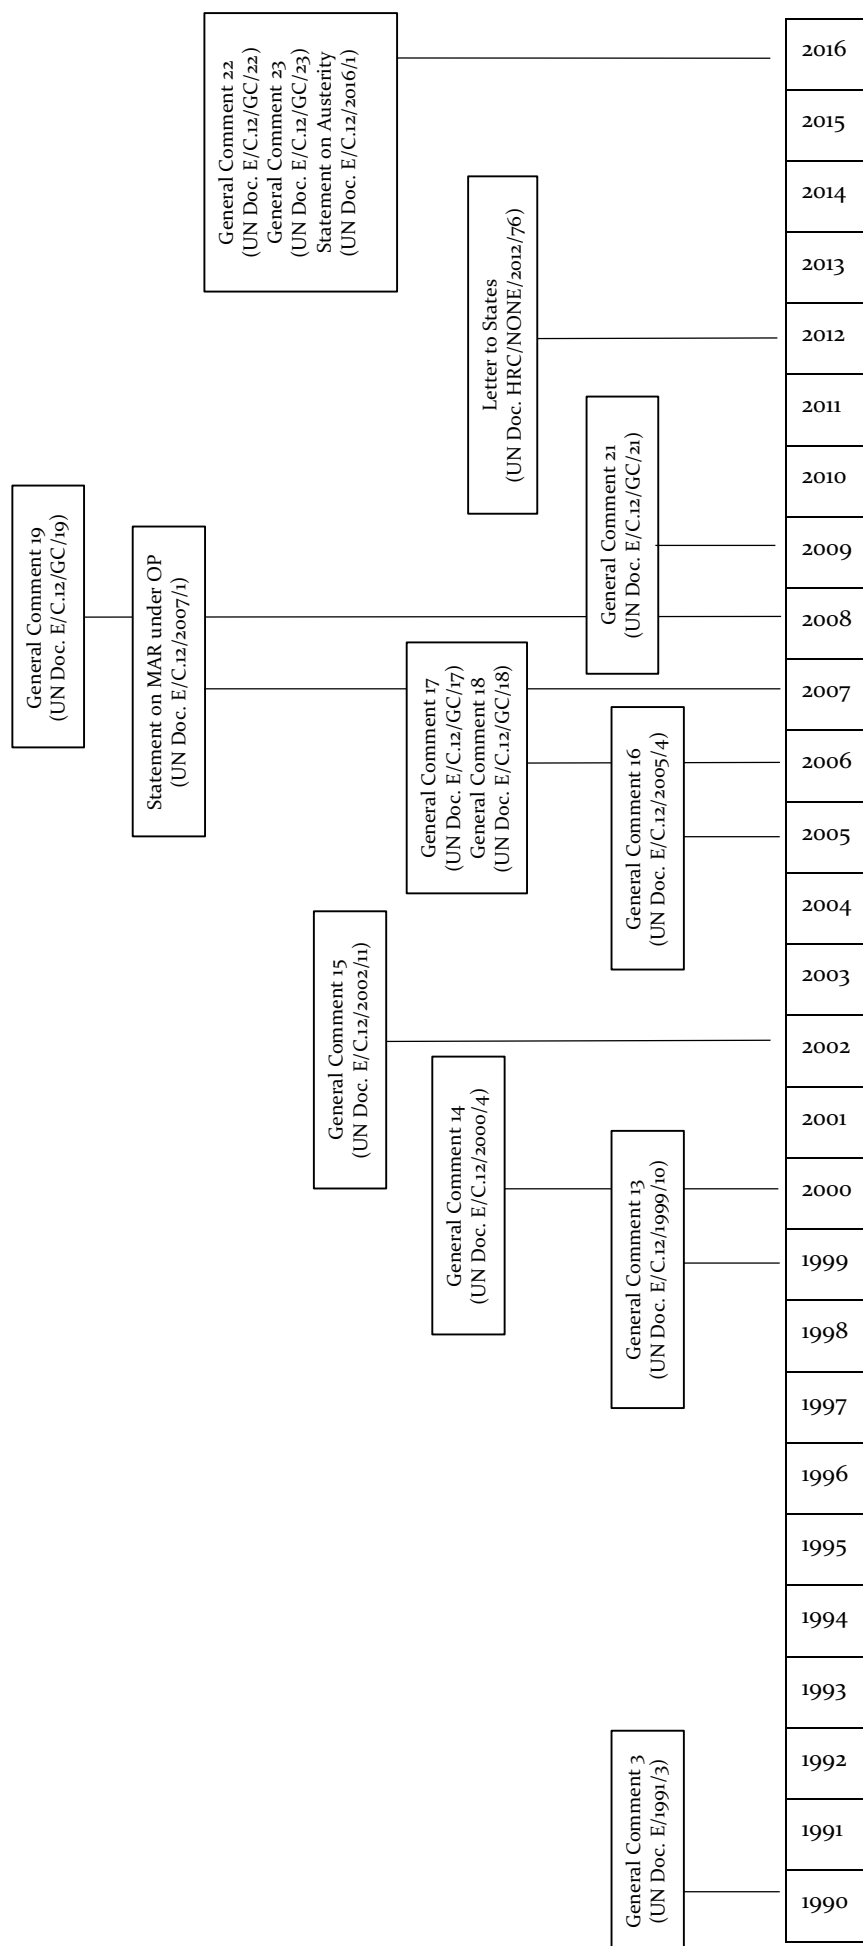 General Comment 19
(UN Doc. E/C.12/GC/19)
Statement on MAR under OP
(UN Doc. E/C.12/2007/1)
General Comment 22
(UN Doc. E/C.12/GC/22)
General Comment 23
(UN Doc. E/C.12/GC/23)
Statement on Austerity
(UN Doc. E/C.12/2016/1)
General Comment 15
(UN Doc. E/C.12/2002/11)
General Comment 17
(UN Doc. E/C.12/GC/17)
General Comment 18
(UN Doc. E/C.12/GC/18)
General Comment 14
(UN Doc. E/C.12/2000/4)
Letter to States
(UN Doc. HRC/NONE/2012/76)
General Comment 21
(UN Doc. E/C.12/GC/21)
General Comment 16
(UN Doc. E/C.12/2005/4)
General Comment 13
(UN Doc. E/C.12/1999/10)
General Comment 3
(UN Doc. E/1991/3)
2016
2015
2014
2013
2012
2011
2010
2009
2008
2007
2006
2005
2004
2003
2002
2001
2000
1999
1998
1997
1996
1995
1994
1993
1992
1991
1990